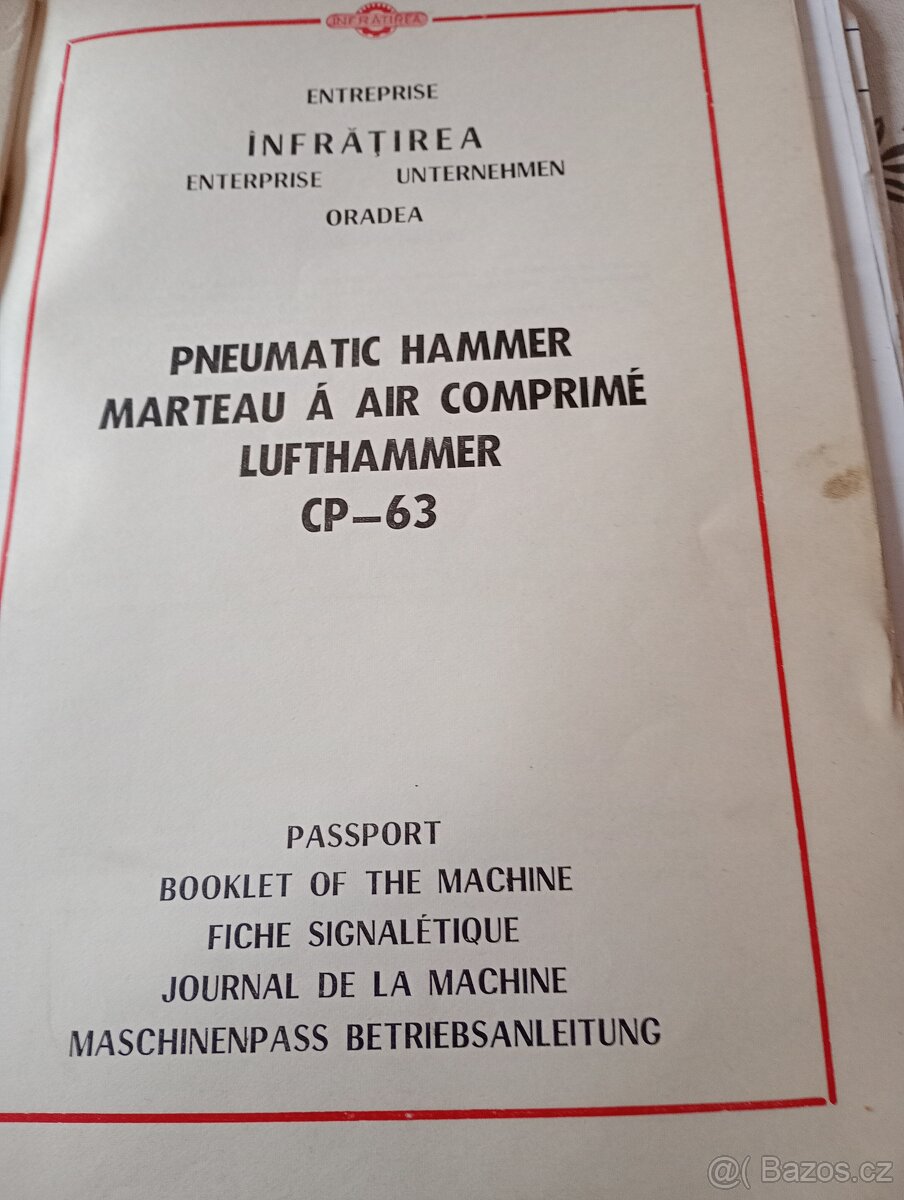 INFRATIREA
ENTREPRISE
ÎNFRĂȚIREA
ENTERPRISE UNTERNEHMEN
ORADEA
PNEUMATIC HAMMER
MARTEAU Á AIR COMPRIMÉ
LUFTHAMMER
CP—63
PASSPORT
BOOKLET OF THE MACHINE
FICHE SIGNALÉTIQUE
JOURNAL DE LA MACHINE
MASCHINENPASS BETRIEBSANLEITUNG
@( Bazos.cz